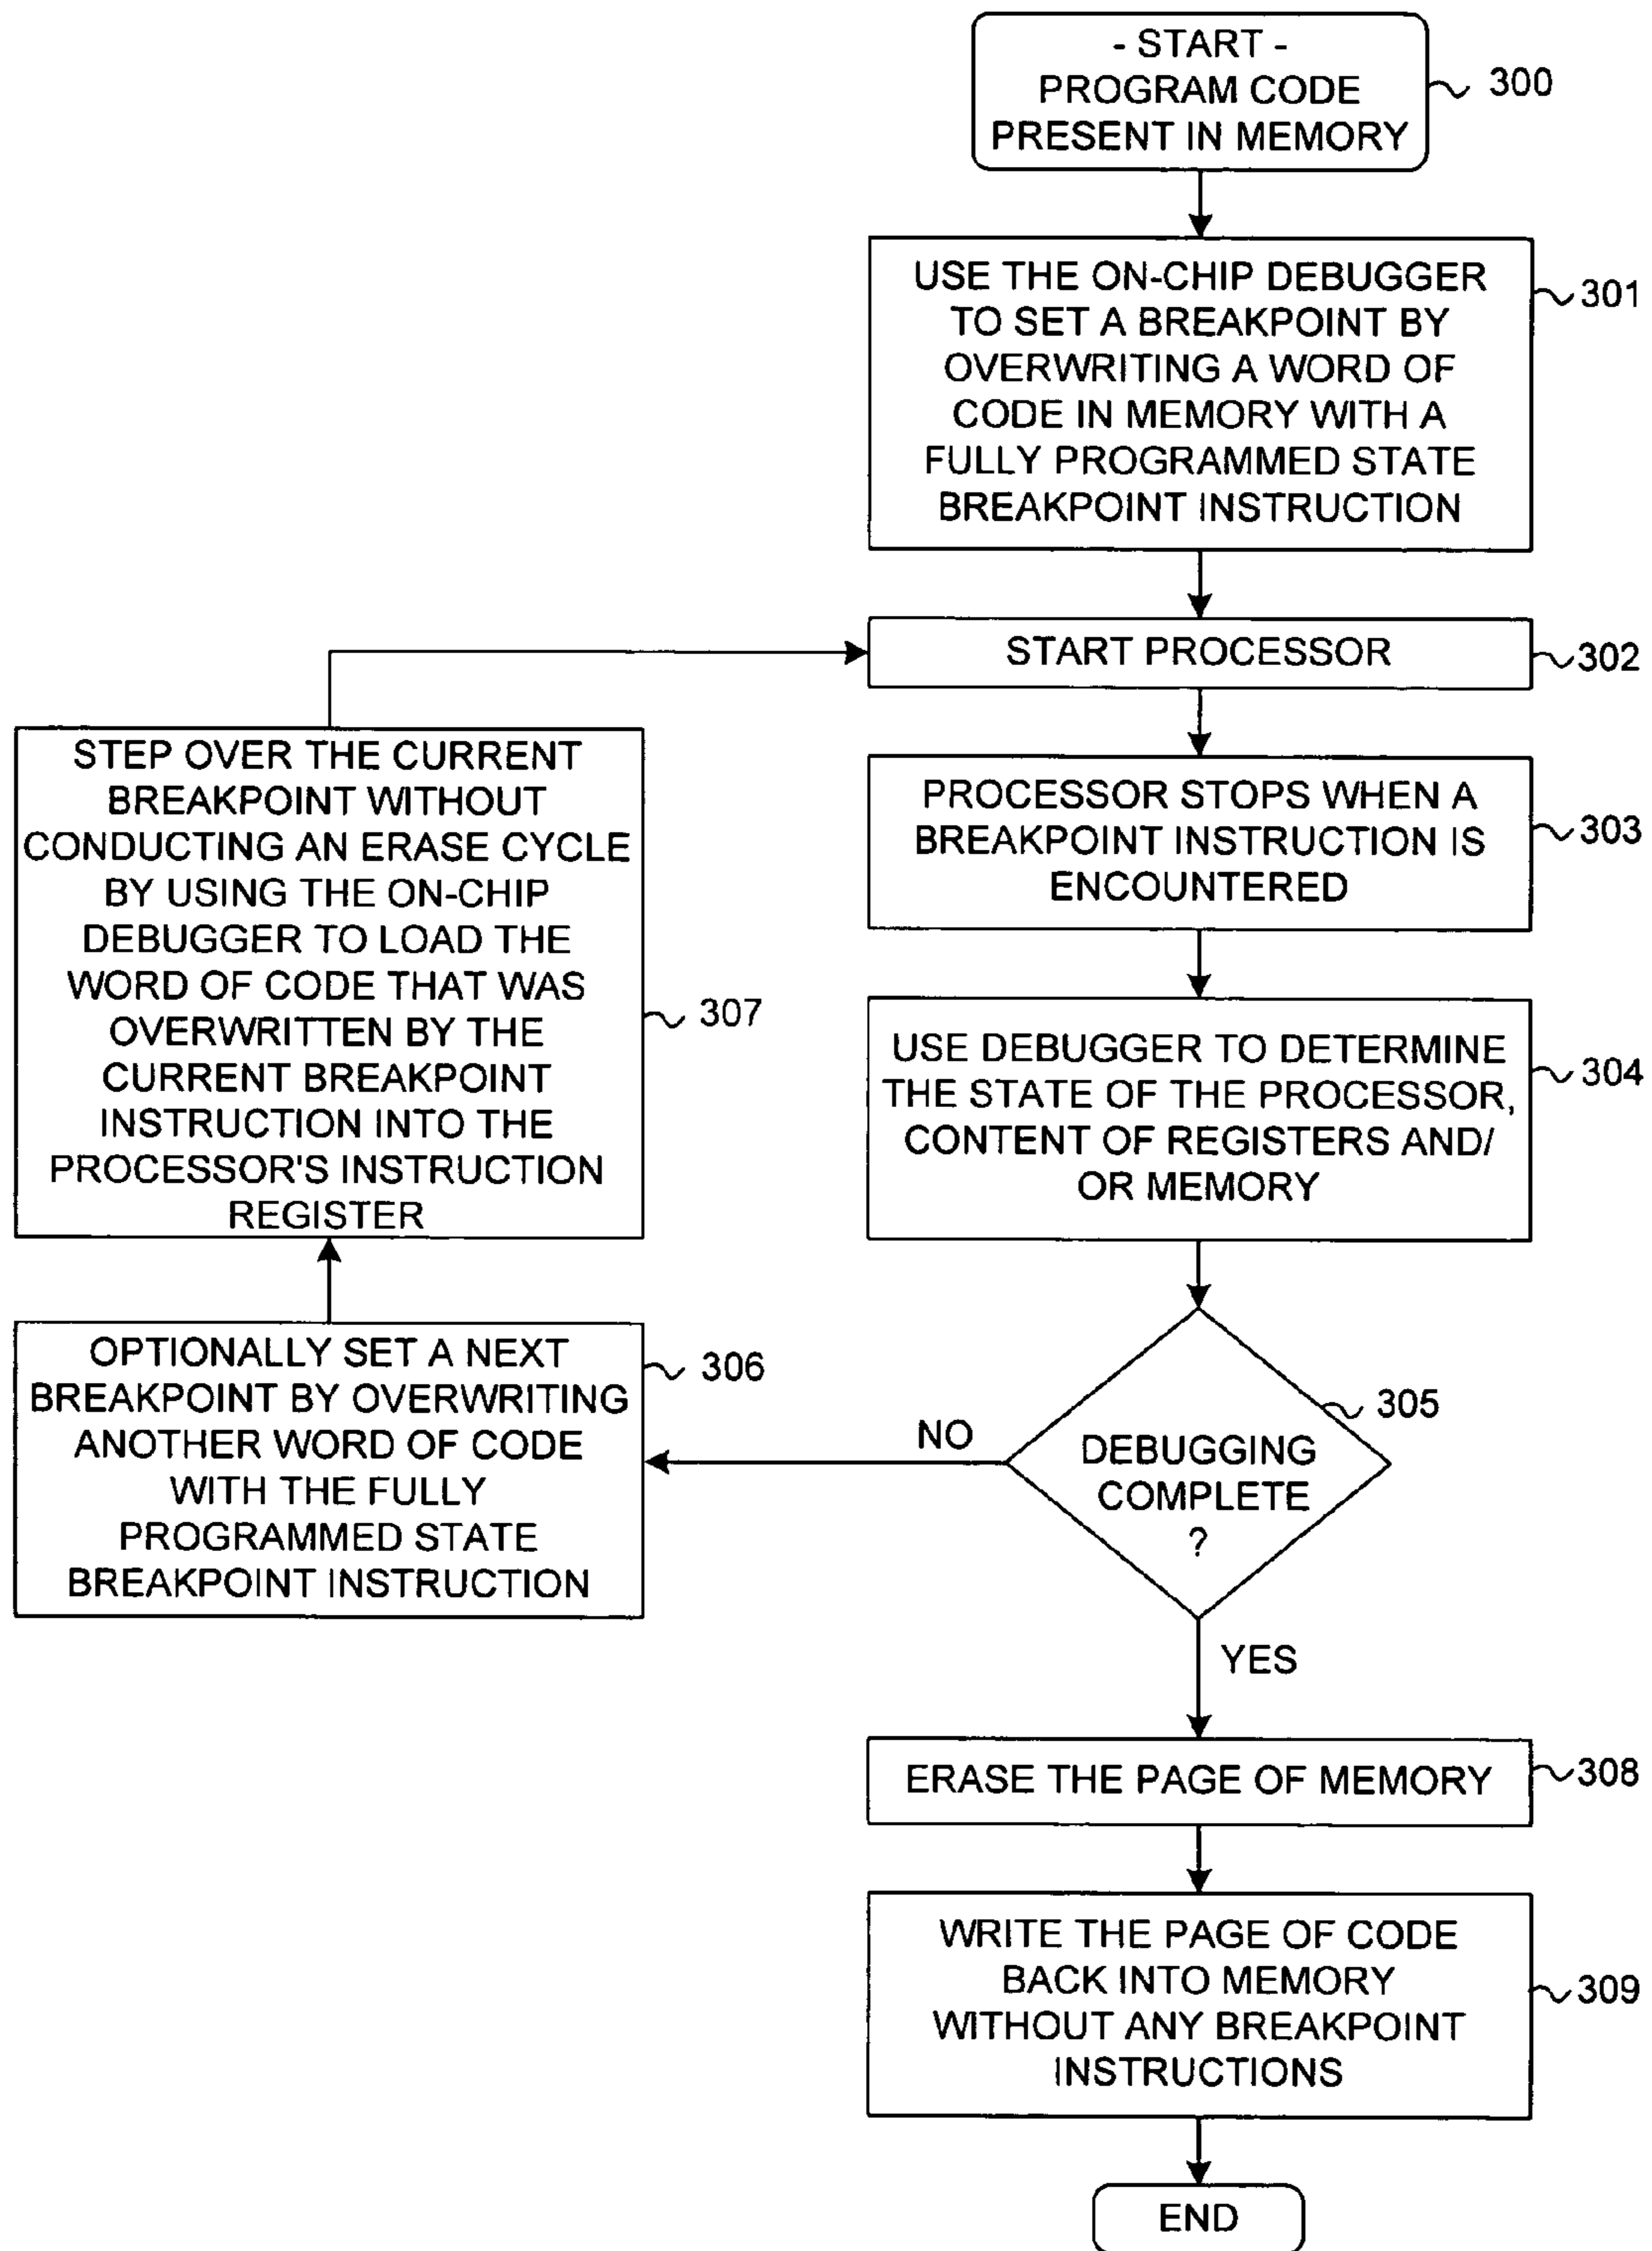 - START -
PROGRAM CODE
PRESENT IN MEMORY
300
USE THE ON-CHIP DEBUGGER
TO SET A BREAKPOINT BY
OVERWRITING A WORD OF
CODE IN MEMORY WITH A
FULLY PROGRAMMED STATE
BREAKPOINT INSTRUCTION
301
START PROCESSOR
302
PROCESSOR STOPS WHEN A
BREAKPOINT INSTRUCTION IS
ENCOUNTERED
303
USE DEBUGGER TO DETERMINE
THE STATE OF THE PROCESSOR,
CONTENT OF REGISTERS AND/
OR MEMORY
304
DEBUGGING
COMPLETE
?
305
NO
OPTIONALLY SET A NEXT
BREAKPOINT BY OVERWRITING
ANOTHER WORD OF CODE
WITH THE FULLY
PROGRAMMED STATE
BREAKPOINT INSTRUCTION
306
STEP OVER THE CURRENT
BREAKPOINT WITHOUT
CONDUCTING AN ERASE CYCLE
BY USING THE ON-CHIP
DEBUGGER TO LOAD THE
WORD OF CODE THAT WAS
OVERWRITTEN BY THE
CURRENT BREAKPOINT
INSTRUCTION INTO THE
PROCESSOR'S INSTRUCTION
REGISTER
307
YES
ERASE THE PAGE OF MEMORY
308
WRITE THE PAGE OF CODE
BACK INTO MEMORY
WITHOUT ANY BREAKPOINT
INSTRUCTIONS
309
END